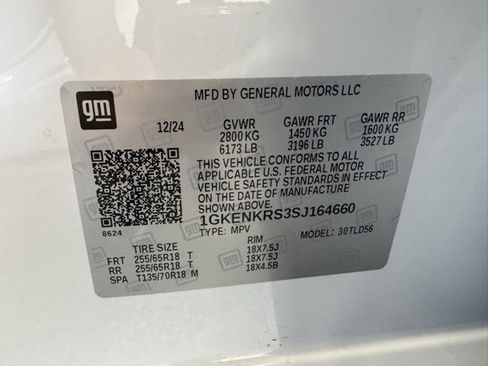 gm
MFD BY GENERAL MOTORS LLC
12/24 GVWR GAWR FRT GAWR RR
2800 KG 1450 KG 1600 KG
6173 LB 3196 LB 3527 LB
THIS VEHICLE CONFORMS TO ALL
APPLICABLE U.S. FEDERAL MOTOR
VEHICLE SAFETY STANDARDS IN EFFECT
ON THE DATE OF MANUFACTURE
1GKENKRS3SJ164660
TYPE: MPV MODEL: 30TLD56
8624
TIRE SIZE RIM
FRT 255/65R18 T 18X7.5J
RR 255/65R18 T 18X7.5J
SPA T135/70R18 M 18X4.5B